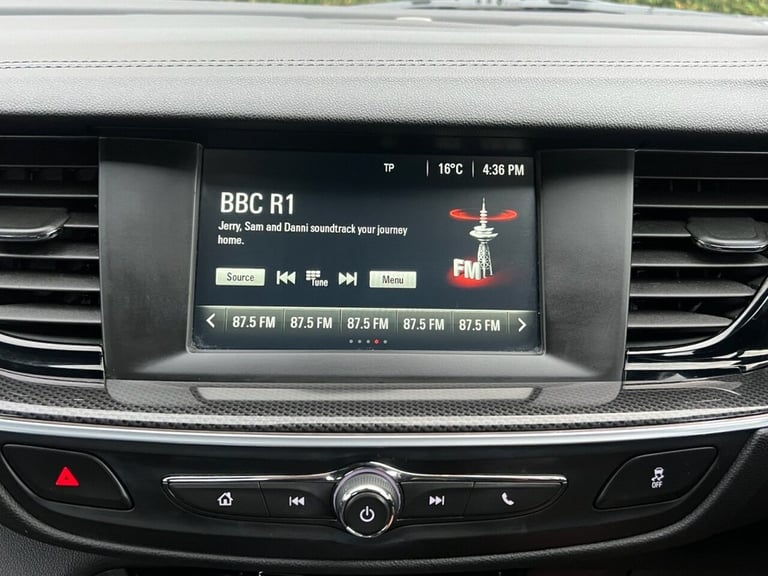 TP 16°C 4:36 PM
BBC R1
Jerry, Sam and Danni soundtrack your journey
home.
FM
Source Tune Menu
87.5 FM 87.5 FM 87.5 FM 87.5 FM 87.5 FM
OFF